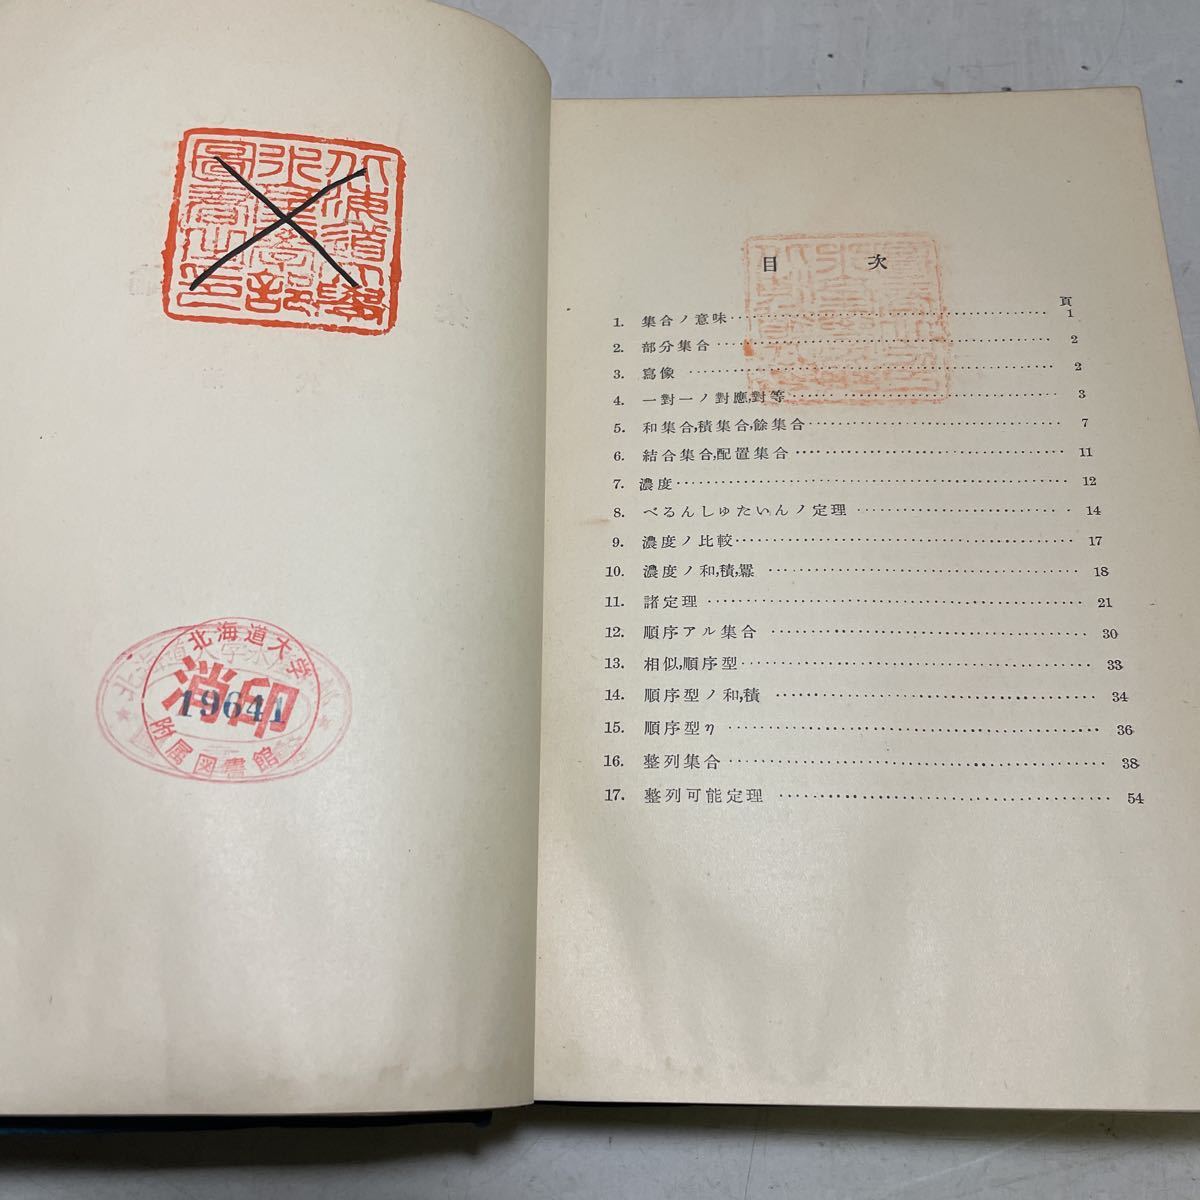 北海道大学
消印
19641
附属図書館
目次
頁
1. 集合ノ意味 1
2. 部分集合 2
3. 寫像 2
4. 一對一ノ對應,對等 3
5. 和集合,積集合,餘集合 7
6. 結合集合,配置集合 11
7. 濃度 12
8. べるんしゅたいんノ定理 14
9. 濃度ノ比較 17
10. 濃度ノ和,積,羃 18
11. 諸定理 21
12. 順序アル集合 30
13. 相似,順序型 33
14. 順序型ノ和,積 34
15. 順序型η 36
16. 整列集合 38
17. 整列可能定理 54